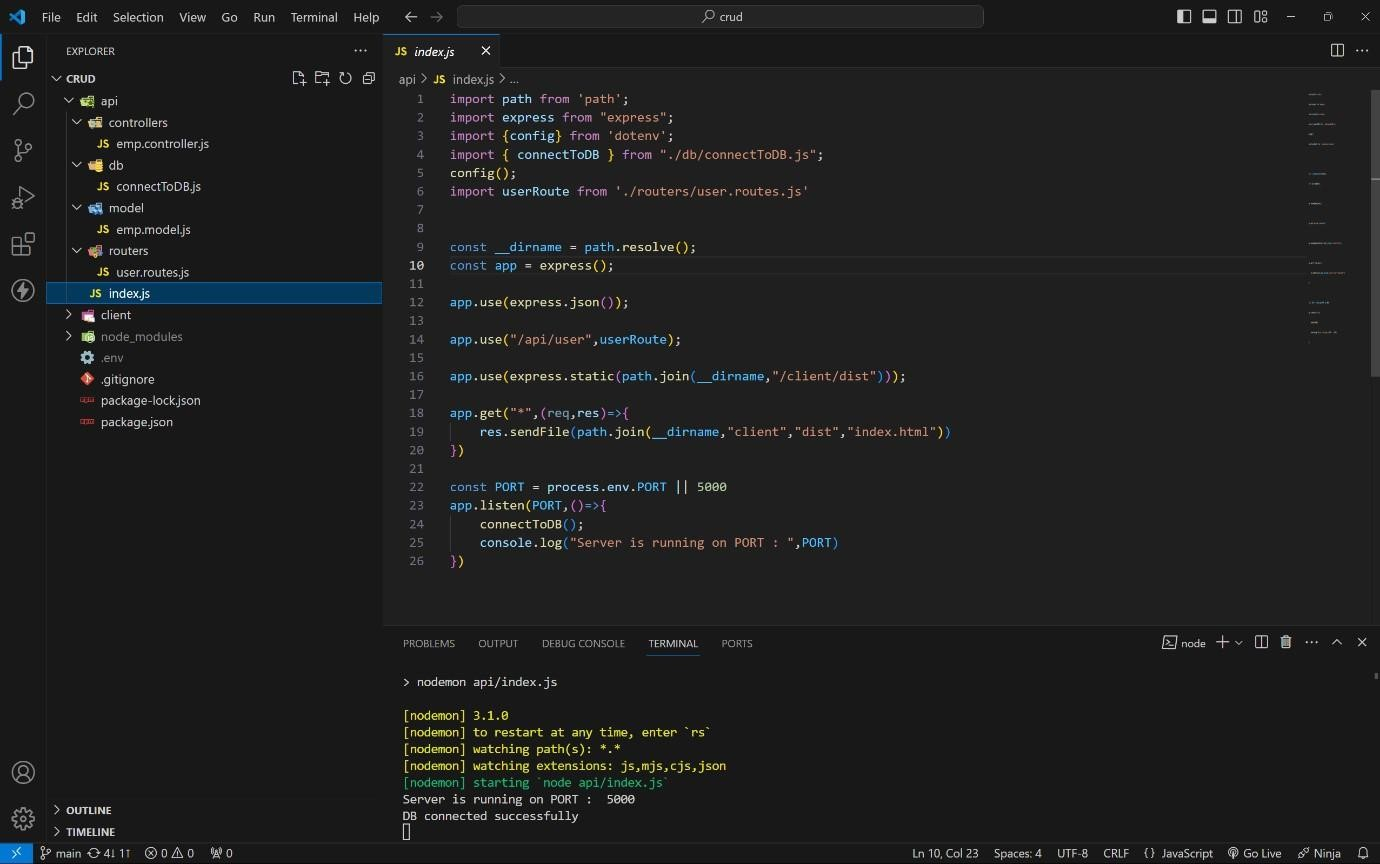 File Edit Selection View Go Run Terminal Help
crud
EXPLORER
CRUD
api
controllers
JS emp.controller.js
db
JS connectToDB.js
model
JS emp.model.js
routers
JS user.routes.js
JS index.js
client
node_modules
.env
.gitignore
package-lock.json
package.json
OUTLINE
TIMELINE
JS index.js
api > JS index.js > ...
1 import path from 'path';
2 import express from "express";
3 import {config} from 'dotenv';
4 import { connectToDB } from "./db/connectToDB.js";
5 config();
6 import userRoute from './routers/user.routes.js'
7
8
9 const __dirname = path.resolve();
10 const app = express();
11
12 app.use(express.json());
13
14 app.use("/api/user",userRoute);
15
16 app.use(express.static(path.join(__dirname,"/client/dist")));
17
18 app.get("*",(req,res)=>{
19 res.sendFile(path.join(__dirname,"client","dist","index.html"))
20 })
21
22 const PORT = process.env.PORT || 5000
23 app.listen(PORT,()=>{
24 connectToDB();
25 console.log("Server is running on PORT : ",PORT)
26 })
PROBLEMS OUTPUT DEBUG CONSOLE TERMINAL PORTS
node
> nodemon api/index.js
[nodemon] 3.1.0
[nodemon] to restart at any time, enter `rs`
[nodemon] watching path(s): *.*
[nodemon] watching extensions: js,mjs,cjs,json
[nodemon] starting `node api/index.js`
Server is running on PORT :  5000
DB connected successfully
main 4↓ 1↑ 0 0 0
Ln 10, Col 23 Spaces: 4 UTF-8 CRLF {} JavaScript Go Live Ninja